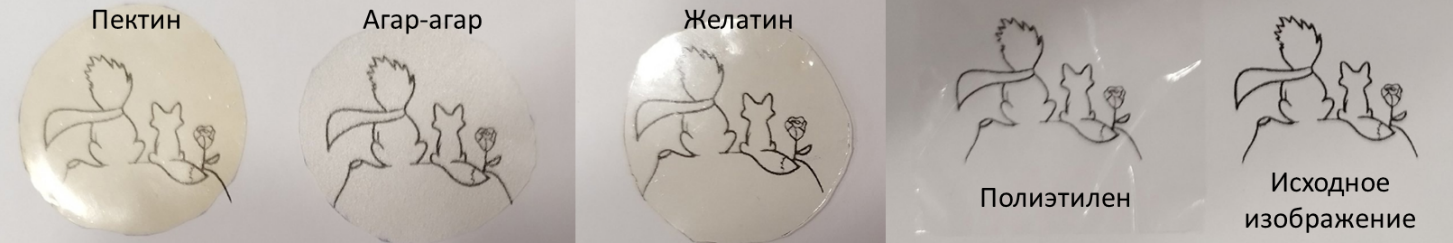 Пектин
Агар-агар
Желатин
Полиэтилен
Исходное
изображение